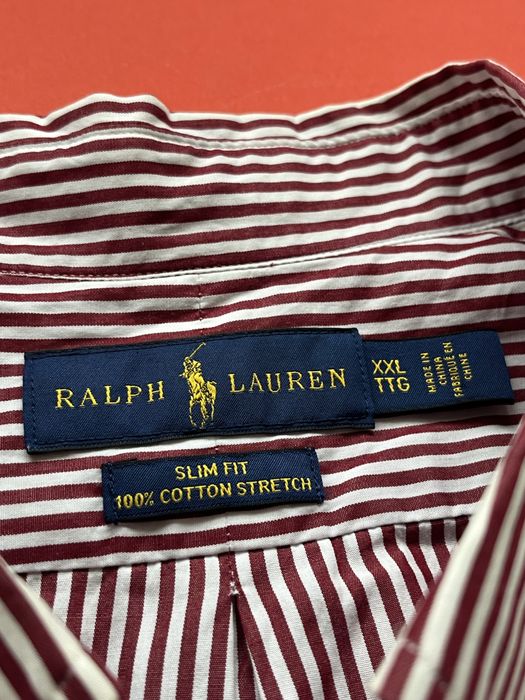 RALPH LAUREN
XXL
TTG
MADE IN
CHINA
FABRIQUÉ EN
CHINE
SLIM FIT
100% COTTON STRETCH